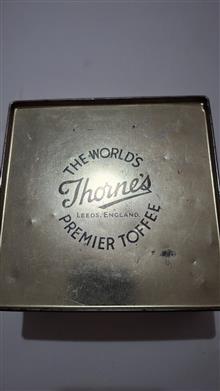 THE WORLD'S
Thorne's
LEEDS, ENGLAND.
PREMIER TOFFEE